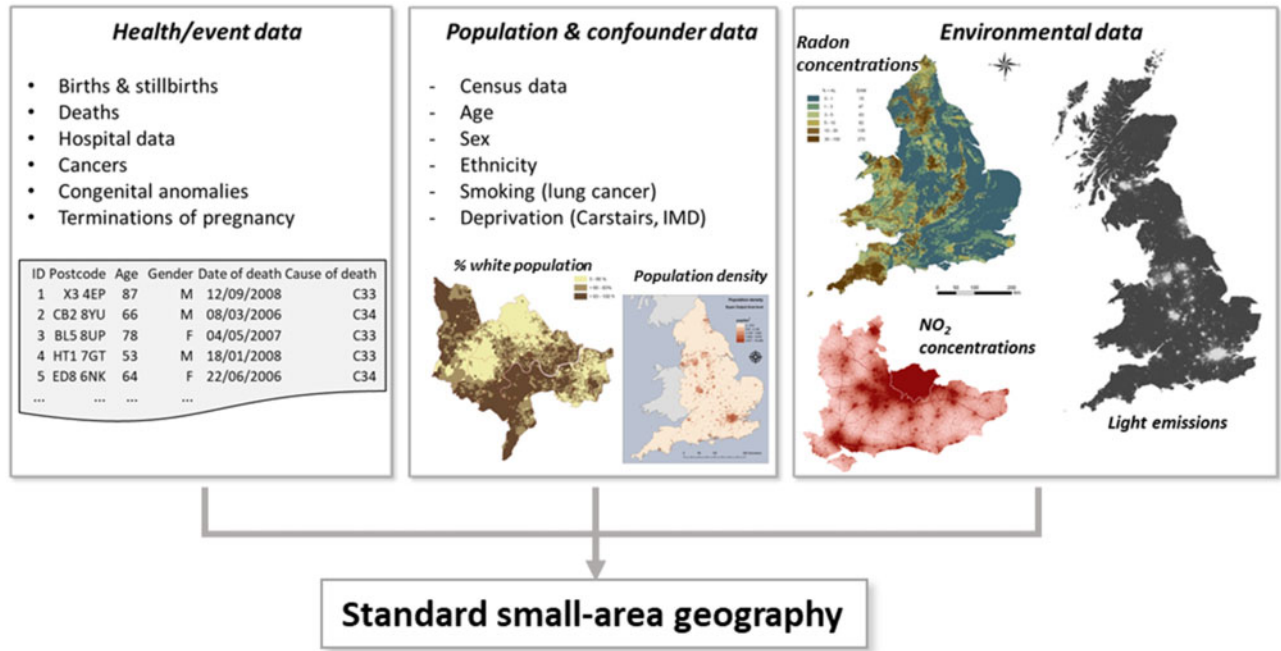 Health/event data
• Births & stillbirths
• Deaths
• Hospital data
• Cancers
• Congenital anomalies
• Terminations of pregnancy
ID Postcode Age Gender Date of death Cause of death
1 X3 4EP 87 M 12/09/2008 C33
2 CB2 8YU 66 M 08/03/2006 C34
3 BL5 8UP 78 F 04/05/2007 C33
4 HT1 7GT 53 M 18/01/2008 C33
5 ED8 6NK 64 F 22/06/2006 C34
... ... ... ...
Population & confounder data
- Census data
- Age
- Sex
- Ethnicity
- Smoking (lung cancer)
- Deprivation (Carstairs, IMD)
% white population
Population density
Population density
Environmental data
Radon
concentrations
NO₂
concentrations
Light emissions
Standard small-area geography